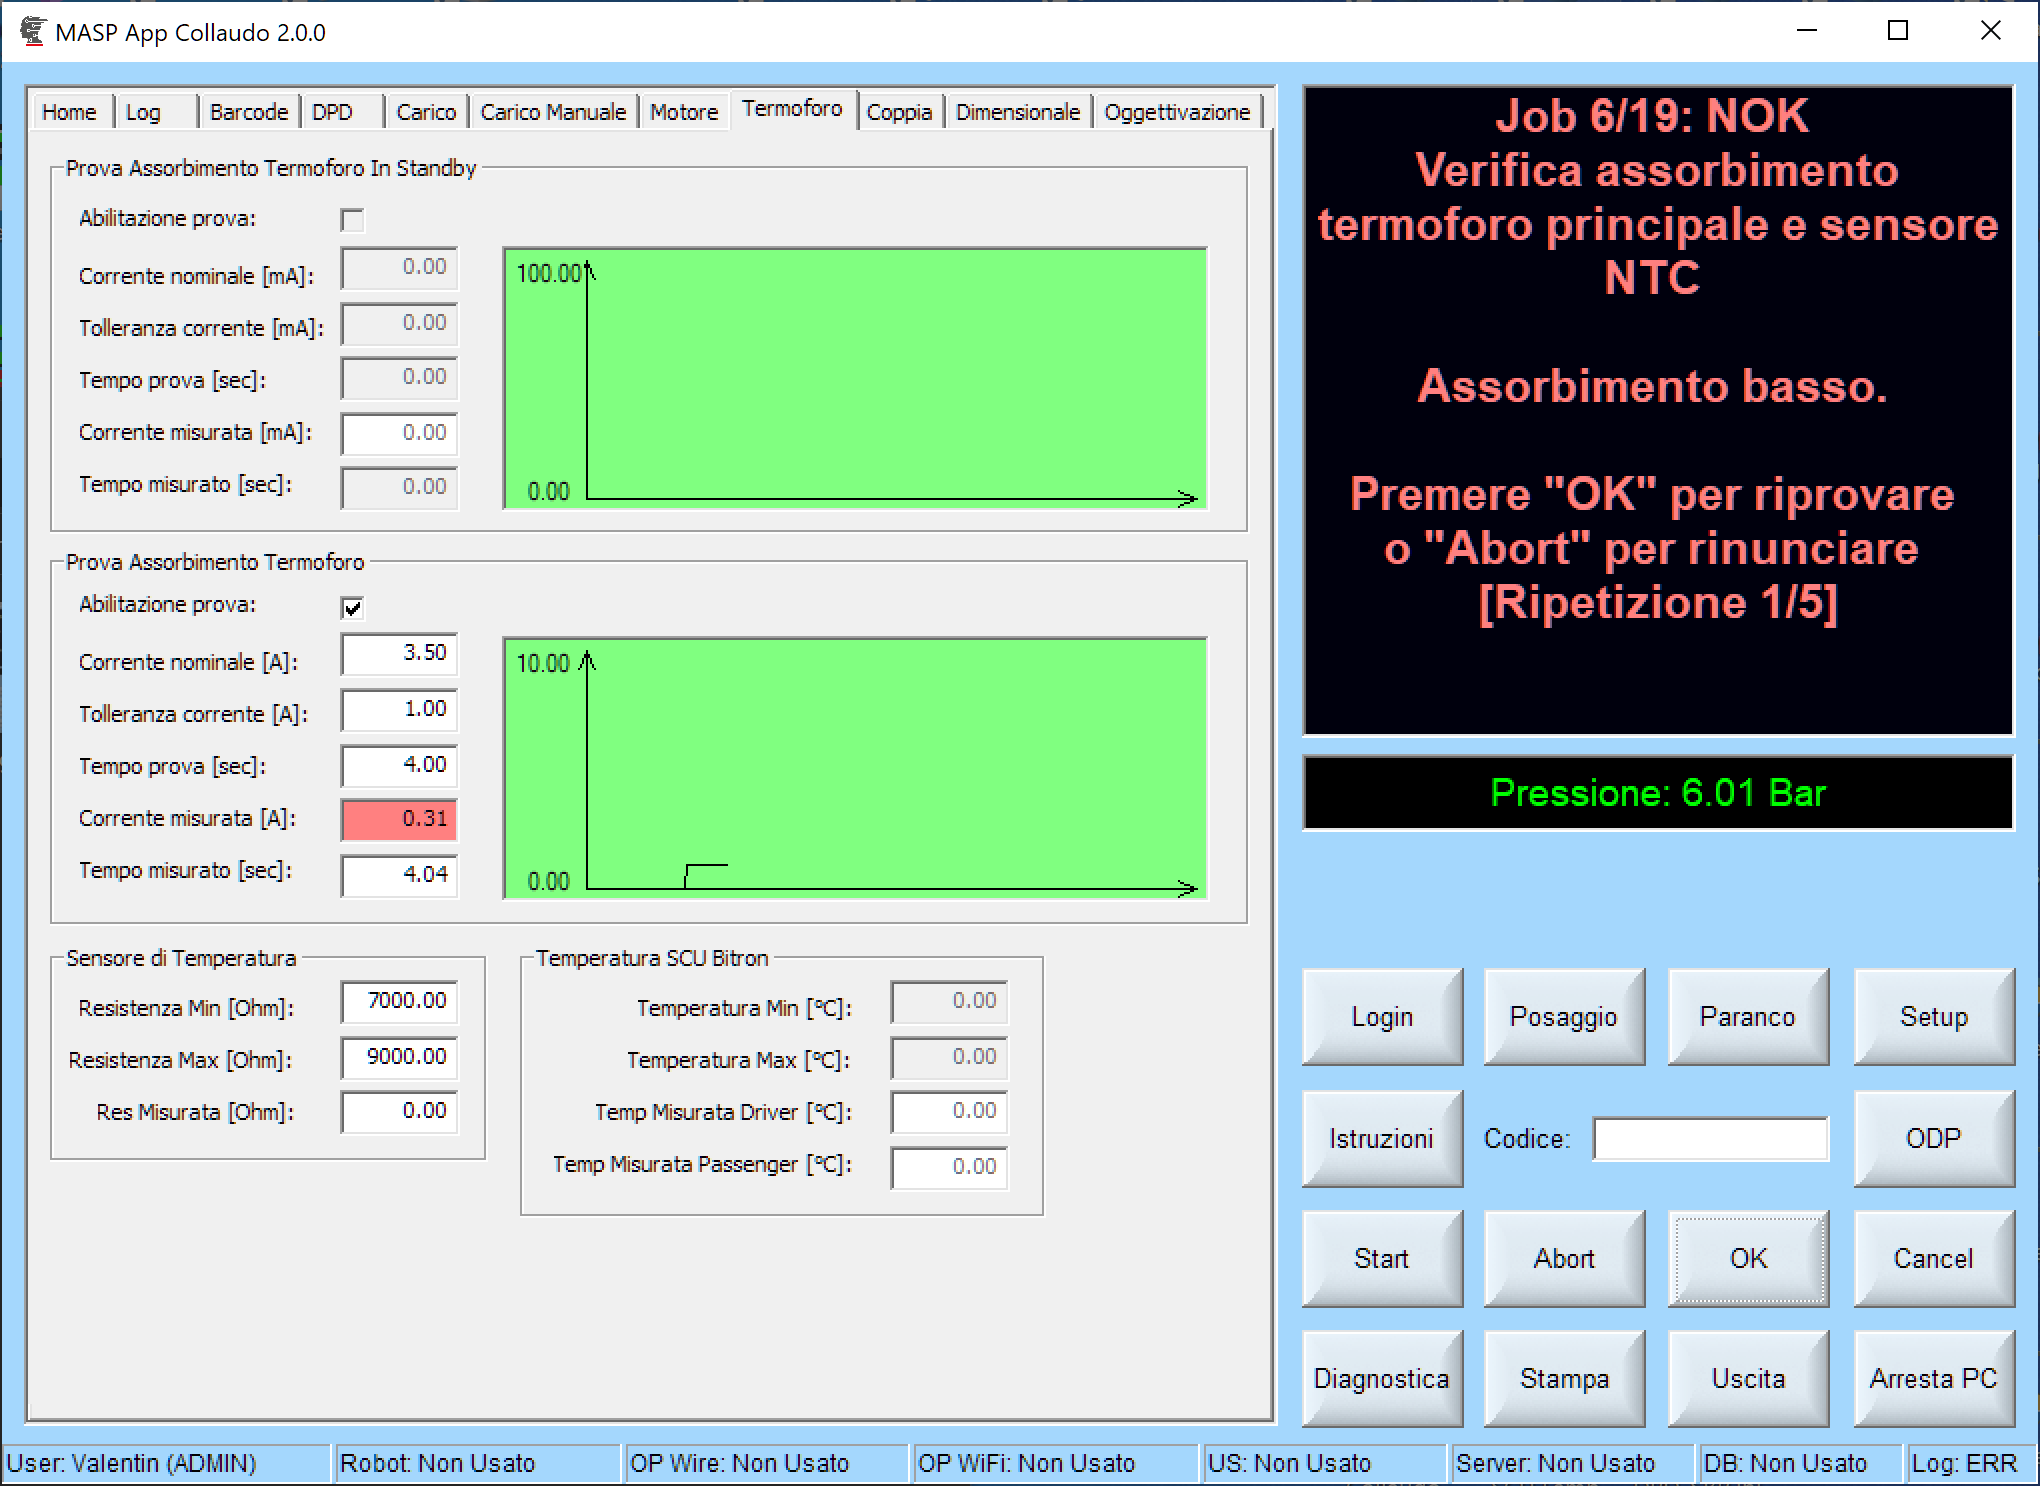 MASP App Collaudo 2.0.0
Home
Log
Barcode
DPD
Carico
Carico Manuale
Motore
Termoforo
Coppia
Dimensionale
Oggettivazione
Prova Assorbimento Termoforo In Standby
Abilitazione prova:
Corrente nominale [mA]: 0.00
Tolleranza corrente [mA]: 0.00
Tempo prova [sec]: 0.00
Corrente misurata [mA]: 0.00
Tempo misurato [sec]: 0.00
100.00
0.00
Prova Assorbimento Termoforo
Abilitazione prova:
Corrente nominale [A]: 3.50
Tolleranza corrente [A]: 1.00
Tempo prova [sec]: 4.00
Corrente misurata [A]: 0.31
Tempo misurato [sec]: 4.04
10.00
0.00
Sensore di Temperatura
Resistenza Min [Ohm]: 7000.00
Resistenza Max [Ohm]: 9000.00
Res Misurata [Ohm]: 0.00
Temperatura SCU Bitron
Temperatura Min [°C]: 0.00
Temperatura Max [°C]: 0.00
Temp Misurata Driver [°C]: 0.00
Temp Misurata Passenger [°C]: 0.00
Job 6/19: NOK
Verifica assorbimento
termoforo principale e sensore
NTC
Assorbimento basso.
Premere "OK" per riprovare
o "Abort" per rinunciare
[Ripetizione 1/5]
Pressione: 6.01 Bar
Login
Posaggio
Paranco
Setup
Istruzioni
Codice:
ODP
Start
Abort
OK
Cancel
Diagnostica
Stampa
Uscita
Arresta PC
User: Valentin (ADMIN)
Robot: Non Usato
OP Wire: Non Usato
OP WiFi: Non Usato
US: Non Usato
Server: Non Usato
DB: Non Usato
Log: ERR